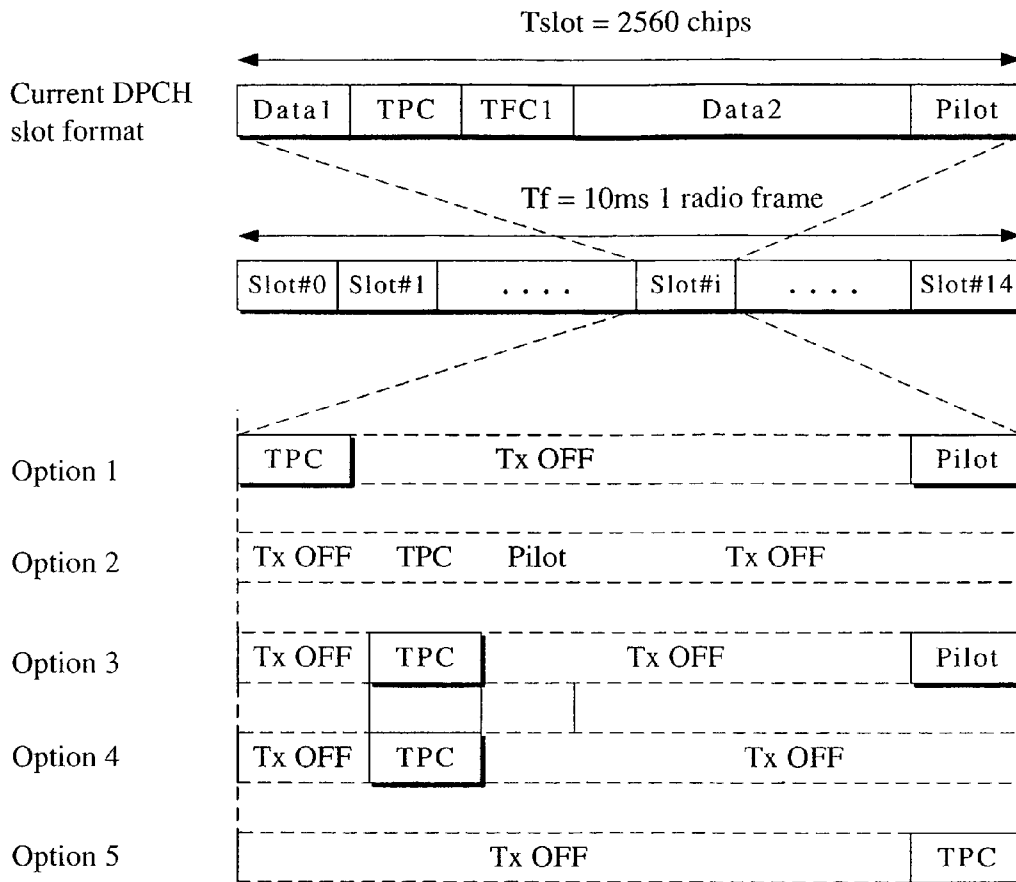 Tslot = 2560 chips
Current DPCH
slot format
Data1 TPC TFC1 Data2 Pilot
Tf = 10ms 1 radio frame
Slot#0 Slot#1 . . . . Slot#i . . . . Slot#14
Option 1 TPC Tx OFF Pilot
Option 2 Tx OFF TPC Pilot Tx OFF
Option 3 Tx OFF TPC Tx OFF Pilot
Option 4 Tx OFF TPC Tx OFF
Option 5 Tx OFF TPC